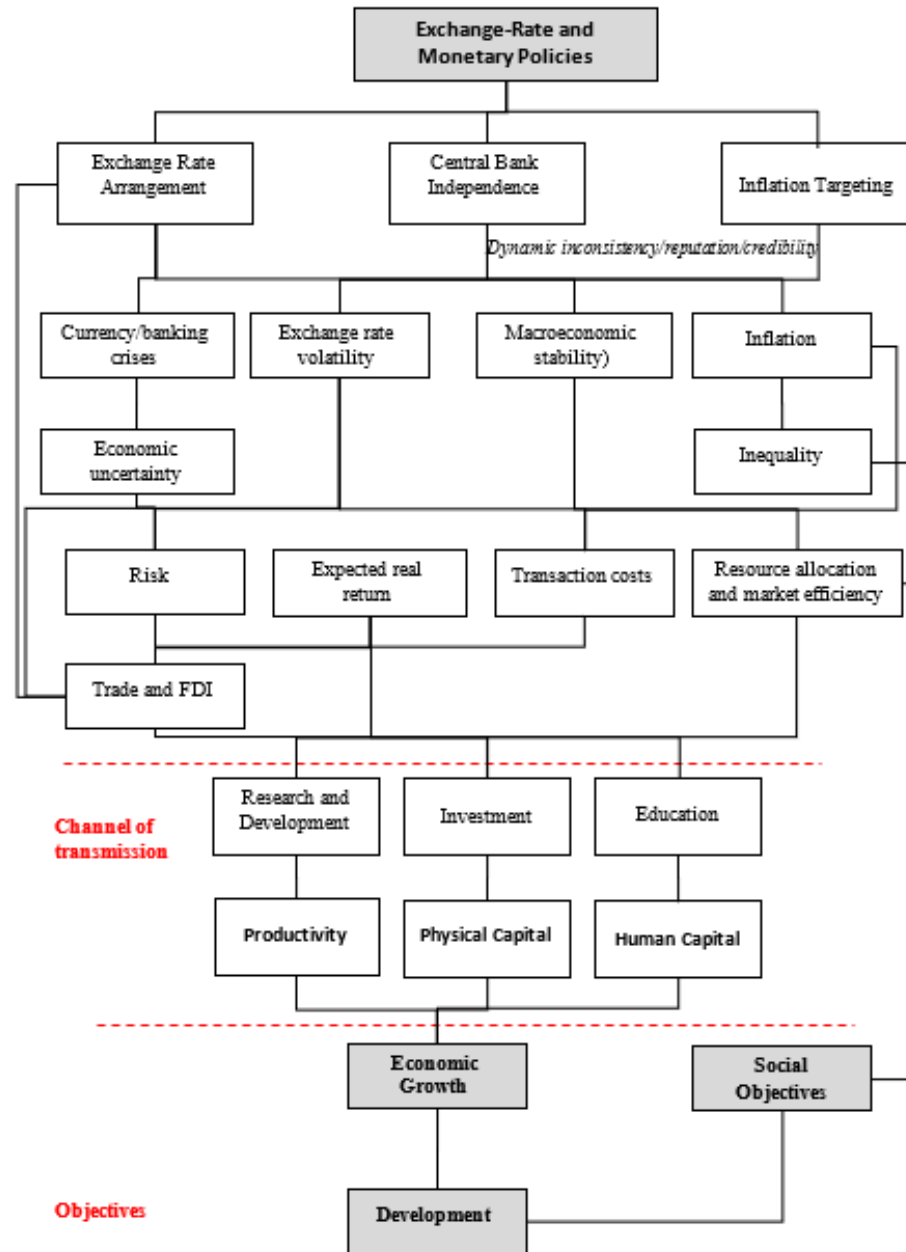 Exchange-Rate and
Monetary Policies
Exchange Rate
Arrangement
Central Bank
Independence
Inflation Targeting
Dynamic inconsistency/reputation/credibility
Currency/banking
crises
Exchange rate
volatility
Macroeconomic
stability)
Inflation
Economic
uncertainty
Inequality
Risk
Expected real
return
Transaction costs
Resource allocation
and market efficiency
Trade and FDI
Channel of
transmission
Research and
Development
Investment
Education
Productivity
Physical Capital
Human Capital
Economic
Growth
Social
Objectives
Objectives
Development